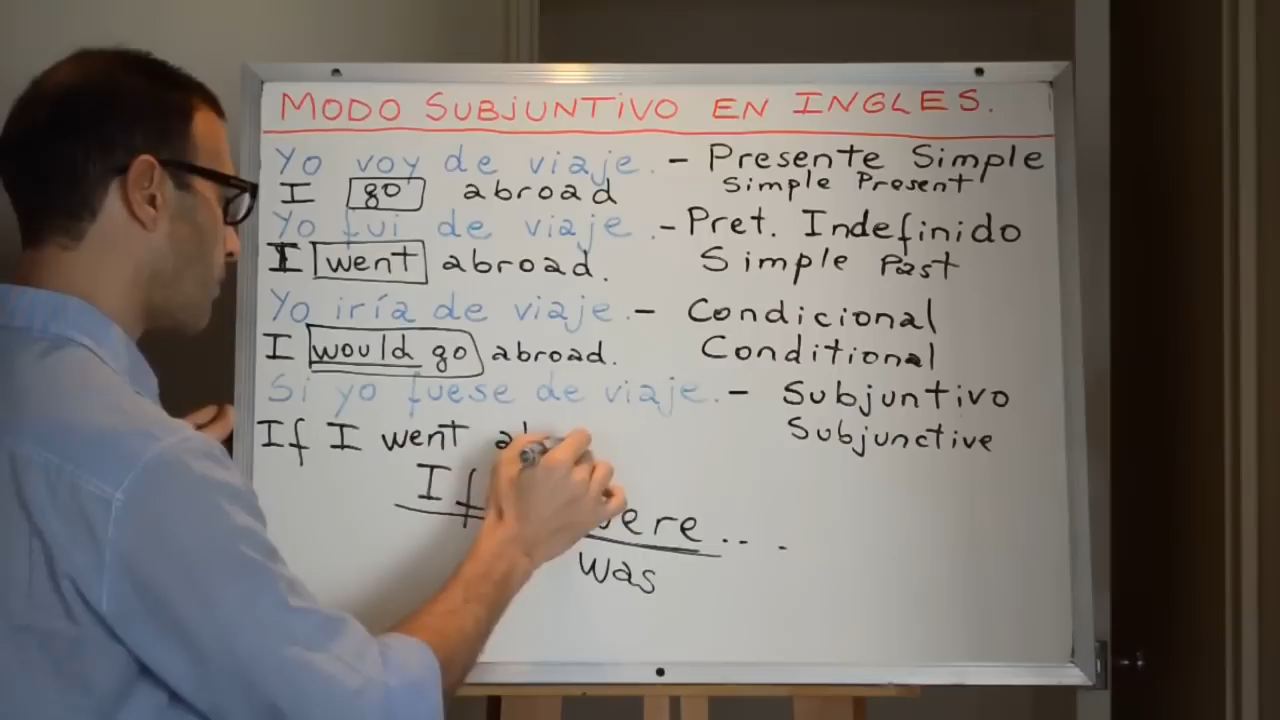 MODO SUBJUNTIVO EN INGLES.
Yo voy de viaje. - Presente Simple
I go abroad Simple Present
Yo fui de viaje. - Pret. Indefinido
I went abroad. Simple Past
Yo iría de viaje. - Condicional
I would go abroad. Conditional
Si yo fuese de viaje. - Subjuntivo
If I went Subjunctive
If
was